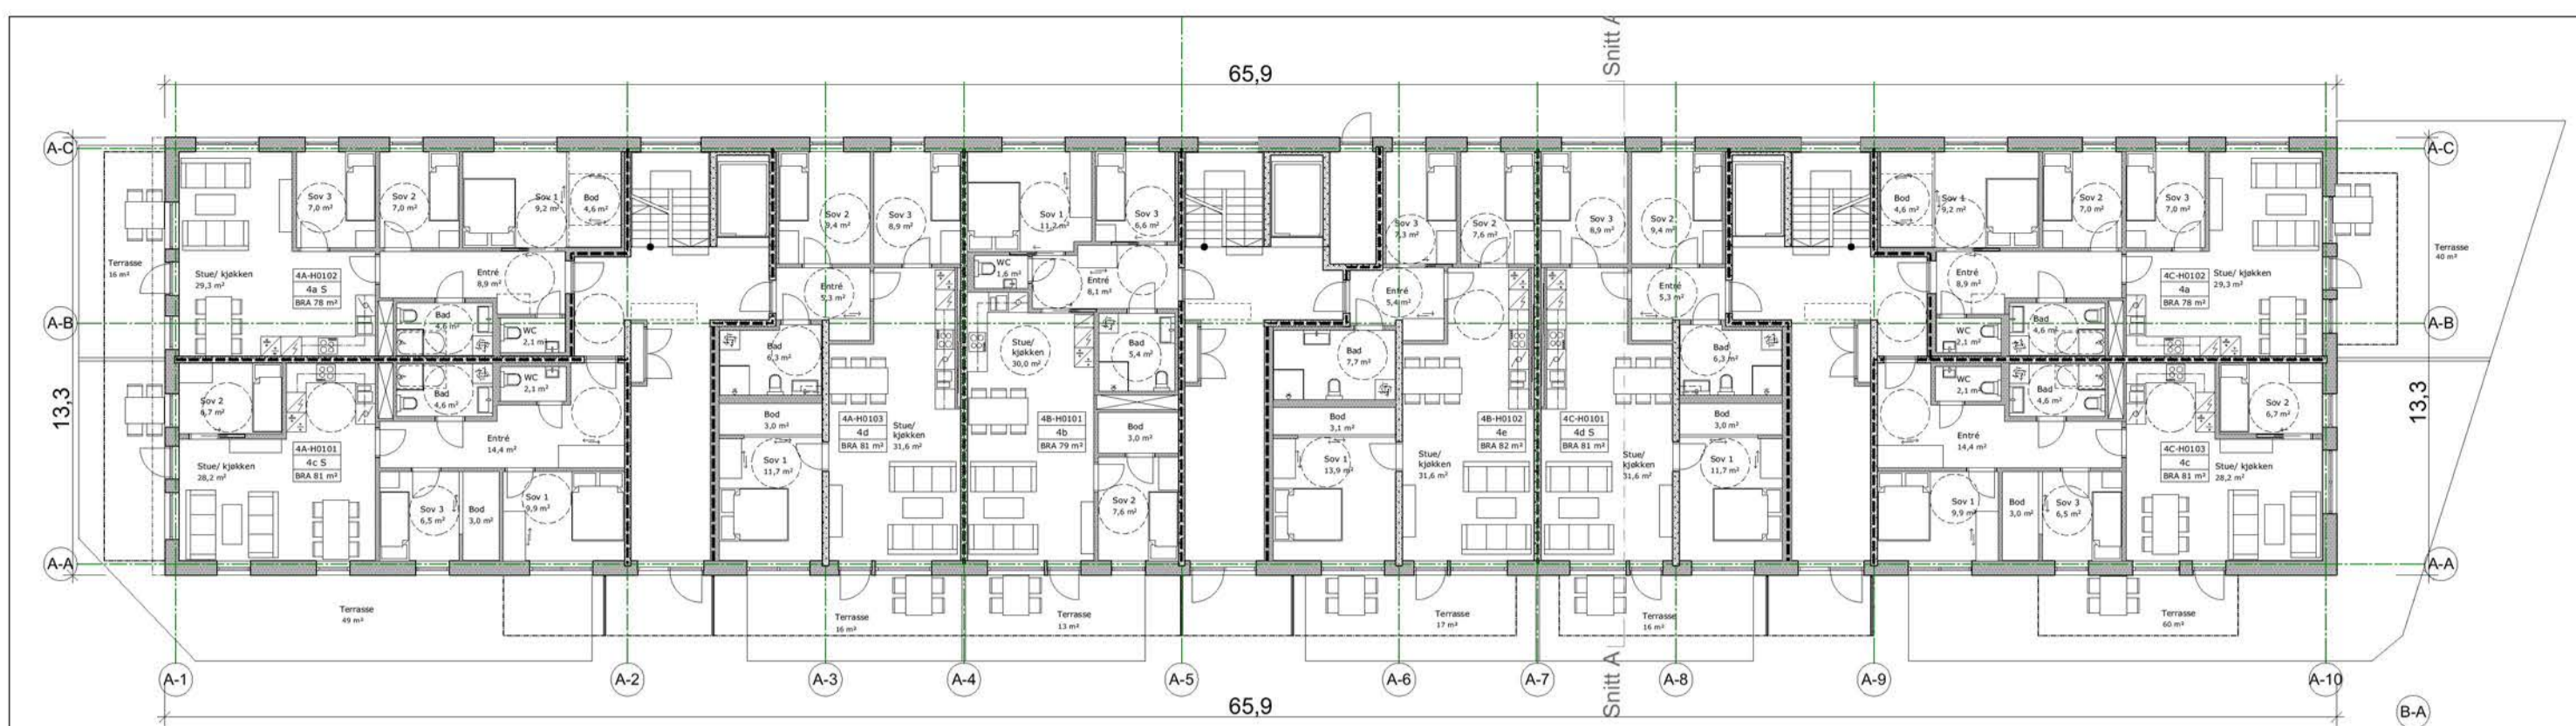 65,9
Snitt A
A-C
A-C
Sov 3
7,0 m²
Sov 2
7,0 m²
Sov 1
9,2 m²
Bod
4,6 m²
Sov 2
9,4 m²
Sov 3
8,9 m²
Sov 1
11,2 m²
Sov 3
6,6 m²
Sov 3
7,3 m²
Sov 2
7,6 m²
Sov 3
8,9 m²
Sov 2
9,4 m²
Bod
4,6 m²
Sov 1
9,2 m²
Sov 2
7,0 m²
Sov 3
7,0 m²
Terrasse
16 m²
Stue/ kjøkken
29,3 m²
4A-H0102
4a S
BRA 78 m²
Entré
8,9 m²
Entré
5,3 m²
WC
1,6 m²
Entré
8,1 m²
Entré
5,4 m²
Entré
5,3 m²
Entré
8,9 m²
4C-H0102
4a
BRA 78 m²
Stue/ kjøkken
29,3 m²
Terrasse
40 m²
A-B
A-B
Bad
4,6 m²
WC
2,1 m²
Bad
6,3 m²
Stue/
kjøkken
30,0 m²
Bad
5,4 m²
Bad
7,7 m²
Bad
6,3 m²
WC
2,1 m²
Bad
4,6 m²
13,3
Sov 2
6,7 m²
Bad
4,6 m²
WC
2,1 m²
WC
2,1 m²
Bad
4,6 m²
Sov 2
6,7 m²
13,3
4A-H0101
4c S
BRA 81 m²
Stue/ kjøkken
28,2 m²
Entré
14,4 m²
Bod
3,0 m²
4A-H0103
4d
BRA 81 m²
Stue/
kjøkken
31,6 m²
4B-H0101
4b
BRA 79 m²
Bod
3,0 m²
Bod
3,1 m²
4B-H0102
4e
BRA 82 m²
Stue/
kjøkken
31,6 m²
4C-H0101
4d S
BRA 81 m²
Stue/
kjøkken
31,6 m²
Bod
3,0 m²
Entré
14,4 m²
4C-H0103
4c
BRA 81 m²
Stue/ kjøkken
28,2 m²
Sov 3
6,5 m²
Bod
3,0 m²
Sov 1
9,9 m²
Sov 1
11,7 m²
Sov 2
7,6 m²
Sov 1
13,9 m²
Sov 1
11,7 m²
Sov 1
9,9 m²
Bod
3,0 m²
Sov 3
6,5 m²
A-A
A-A
Terrasse
49 m²
Terrasse
16 m²
Terrasse
13 m²
Terrasse
17 m²
Terrasse
16 m²
Terrasse
60 m²
A-1
A-2
A-3
A-4
A-5
A-6
A-7
Snitt A
A-8
A-9
A-10
65,9
B-A